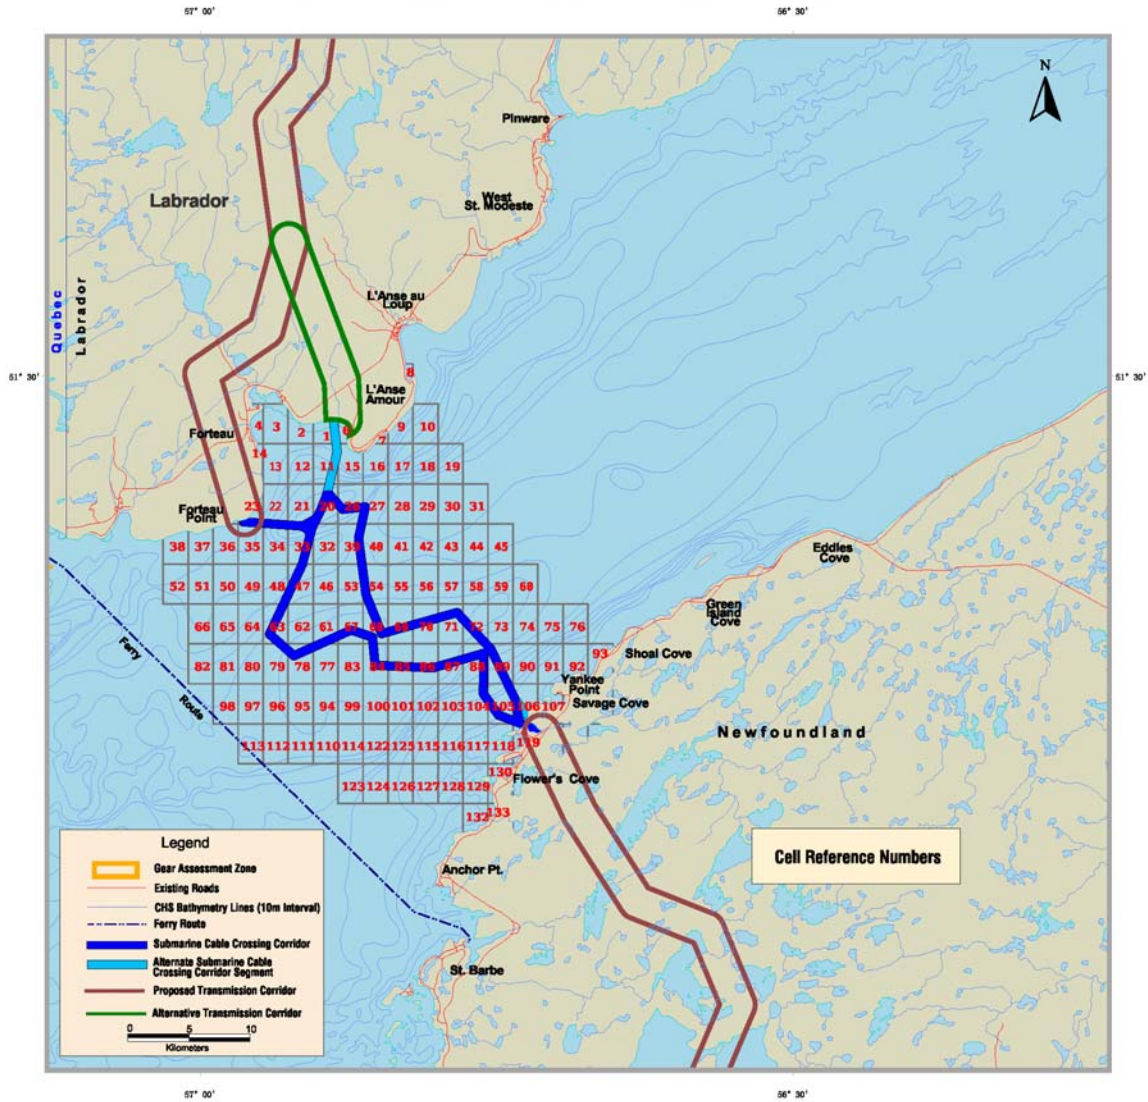 57° 00'
56° 30'
N
Pinware
Labrador
West
St. Modeste
Quebec
Labrador
L'Anse au
Loup
51° 30'
51° 30'
8
L'Anse
Amour
Forteau
4 3 2 1 6 7 9 10
14
13 12 11 15 16 17 18 19
Forteau
Point
23 22 21 20 26 27 28 29 30 31
38 37 36 35 34 33 32 39 40 41 42 43 44 45
Eddies
Cove
52 51 50 49 48 47 46 53 54 55 56 57 58 59 60
Green
Island
Cove
66 65 64 63 62 61 67 68 69 70 71 72 73 74 75 76
93
Shoal Cove
82 81 80 79 78 77 83 84 85 86 87 88 89 90 91 92
Ferry
Route
Yankee
Point
Savage Cove
98 97 96 95 94 99 100 101 102 103 104 105 106 107
Newfoundland
113 112 111 110 114 122 125 115 116 117 118 119
130
Flower's Cove
123 124 126 127 128 129
132 133
Legend
Gear Assessment Zone
Existing Roads
CHS Bathymetry Lines (10m Interval)
Ferry Route
Submarine Cable Crossing Corridor
Alternate Submarine Cable
Crossing Corridor Segment
Proposed Transmission Corridor
Alternative Transmission Corridor
0 5 10
Kilometers
Cell Reference Numbers
Anchor Pt.
St. Barbe
57° 00'
56° 30'